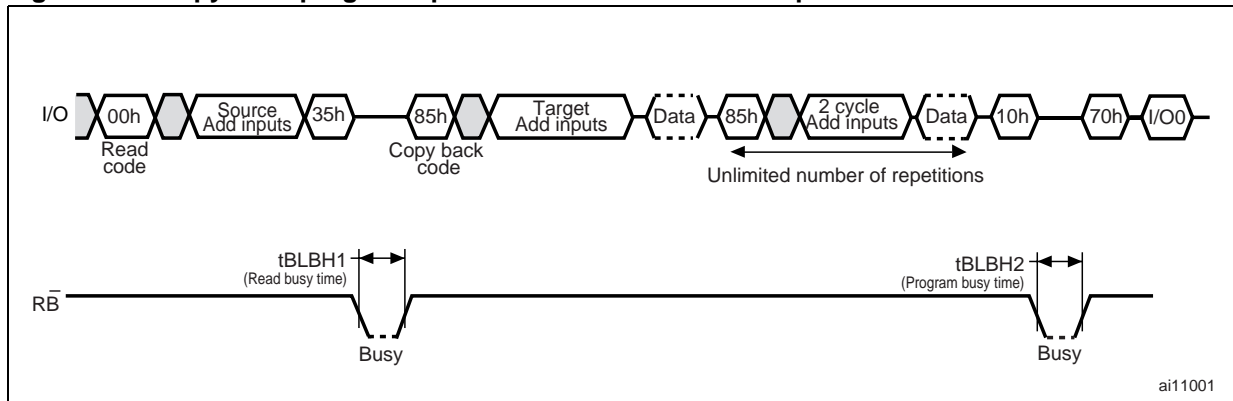 I/O 00h Source Add inputs 35h 85h Target Add inputs Data 85h 2 cycle Add inputs Data 10h 70h I/O0
Read code
Copy back code
Unlimited number of repetitions
tBLBH1
(Read busy time)
tBLBH2
(Program busy time)
RB̅
Busy
Busy
ai11001